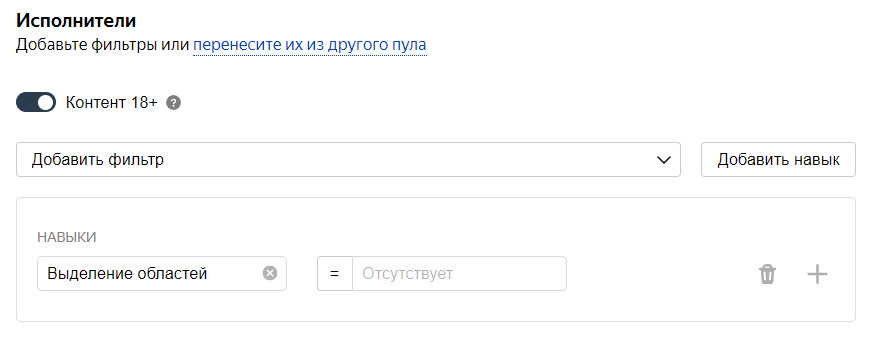 Исполнители
Добавьте фильтры или перенесите их из другого пула
Контент 18+ ?
Добавить фильтр
Добавить навык
НАВЫКИ
Выделение областей
= Отсутствует